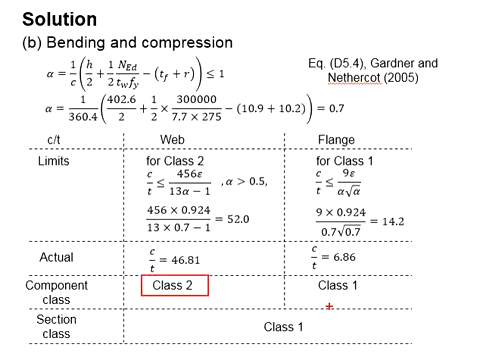 Solution
(b) Bending and compression
α = 1/c (h/2 + 1/2 N_Ed/(t_w f_y) − (t_f + r)) ≤ 1
Eq. (D5.4), Gardner and
Nethercot (2005)
α = 1/360.4 (402.6/2 + 1/2 × 300000/(7.7 × 275) − (10.9 + 10.2)) = 0.7
c/t Web Flange
Limits for Class 2 for Class 1
c/t ≤ 456ε/(13α − 1) , α > 0.5, c/t ≤ 9ε/(α√α)
(456 × 0.924)/(13 × 0.7 − 1) = 52.0 (9 × 0.924)/(0.7√0.7) = 14.2
Actual c/t = 46.81 c/t = 6.86
Component
class Class 2 Class 1
Section
class Class 1